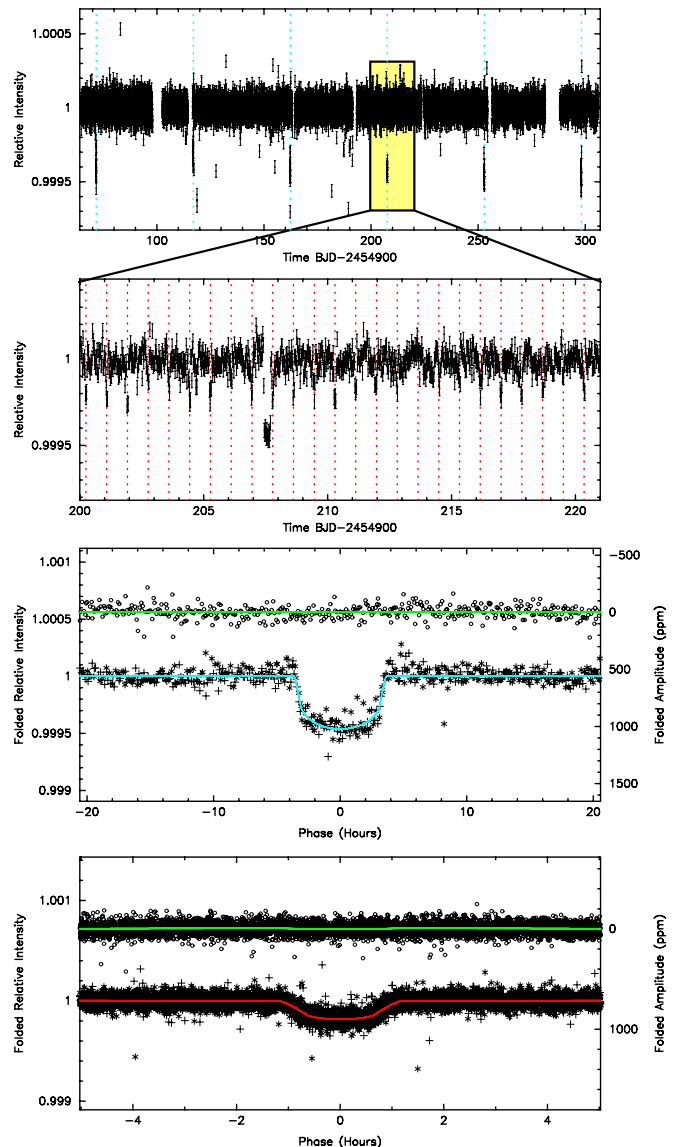 1.0005
1
0.9995
Relative Intensity
100 150 200 250 300
Time BJD-2454900
1
0.9995
Relative Intensity
200 205 210 215 220
Time BJD-2454900
1.001
1.0005
1
0.9995
0.999
Folded Relative Intensity
-500
0
500
1000
1500
Folded Amplitude (ppm)
-20 -10 0 10 20
Phase (Hours)
1.001
1
0.999
Folded Relative Intensity
0
1000
Folded Amplitude (ppm)
-4 -2 0 2 4
Phase (Hours)